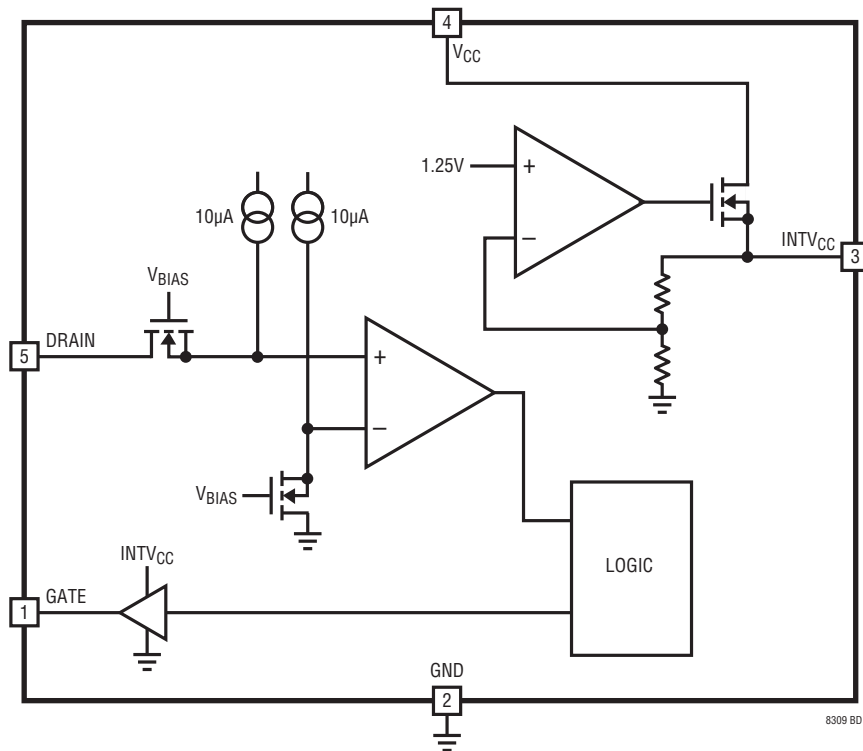 4
VCC
1.25V
+
−
10µA
10µA
INTVCC
3
VBIAS
5
DRAIN
+
−
VBIAS
INTVCC
LOGIC
1
GATE
GND
2
8309 BD